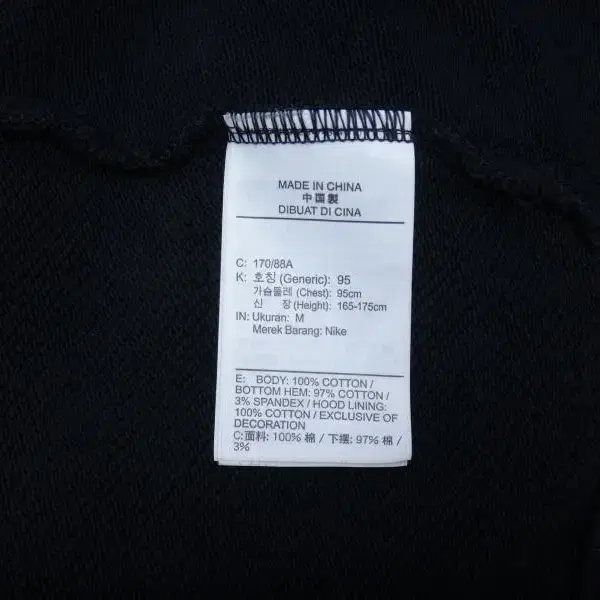 MADE IN CHINA
中国製
DIBUAT DI CINA
C: 170/88A
K: 호칭 (Generic): 95
가슴둘레 (Chest): 95cm
신 장 (Height): 165-175cm
IN: Ukuran: M
Merek Barang: Nike
E: BODY: 100% COTTON /
BOTTOM HEM: 97% COTTON /
3% SPANDEX / HOOD LINING:
100% COTTON / EXCLUSIVE OF
DECORATION
C:面料: 100% 棉 / 下摆: 97% 棉 /
3%